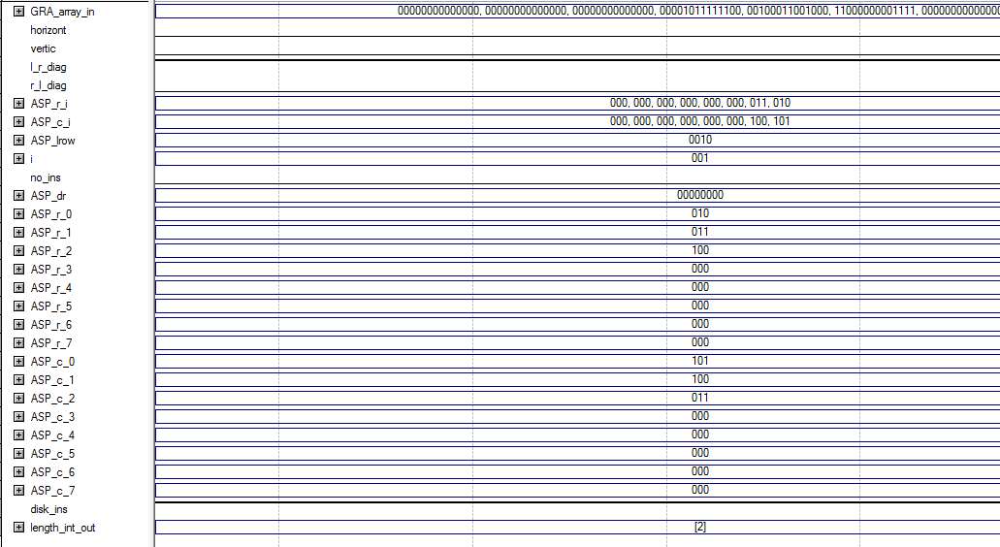 GRA_array_in 00000000000000, 00000000000000, 00000000000000, 00001011111100, 00100011001000, 11000000001111, 0000000000000
horizont
vertic
l_r_diag
r_l_diag
ASP_r_i 000, 000, 000, 000, 000, 000, 011, 010
ASP_c_i 000, 000, 000, 000, 000, 000, 100, 101
ASP_lrow 0010
i 001
no_ins
ASP_dr 00000000
ASP_r_0 010
ASP_r_1 011
ASP_r_2 100
ASP_r_3 000
ASP_r_4 000
ASP_r_5 000
ASP_r_6 000
ASP_r_7 000
ASP_c_0 101
ASP_c_1 100
ASP_c_2 011
ASP_c_3 000
ASP_c_4 000
ASP_c_5 000
ASP_c_6 000
ASP_c_7 000
disk_ins
length_int_out [2]